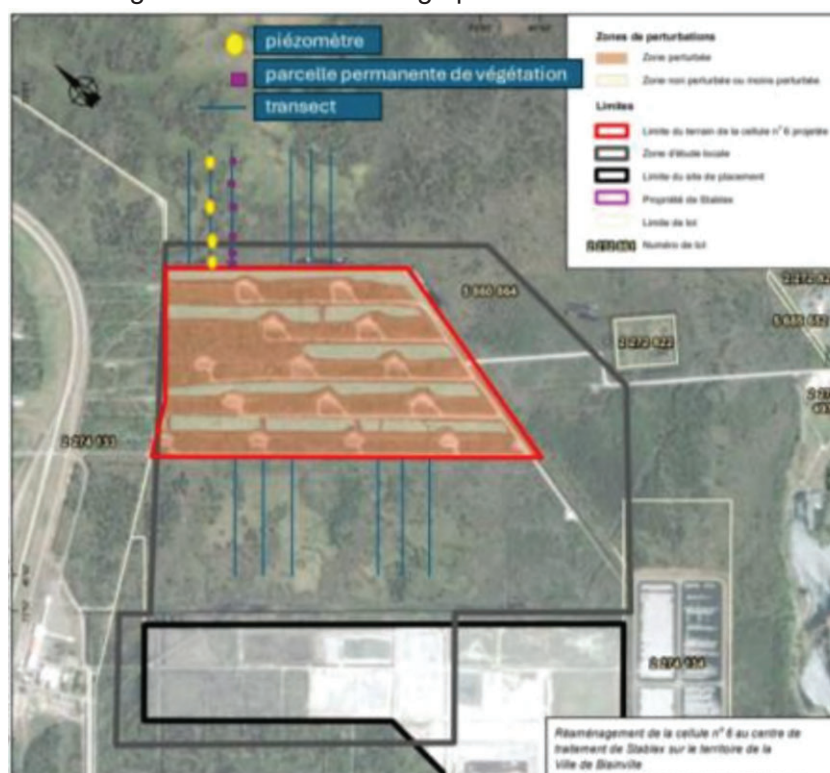 piézomètre
parcelle permanente de végétation
transect
Zones de perturbations
Zone perturbée
Zone non perturbée ou moins perturbée
Limites
Limite du terrain de la cellule n° 6 projetée
Zone d'étude locale
Limite du site de placement
Propriété de Stablex
Limite de lot
Numéro de lot
2 272 822
2 274 133
2 274 134
Réaménagement de la cellule n° 6 au centre de
traitement de Stablex sur le territoire de la
Ville de Blainville